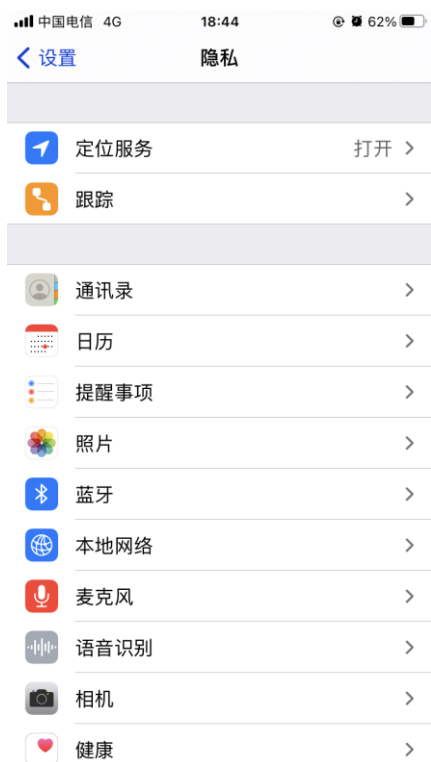 中国电信 4G 18:44 62%
设置 隐私
定位服务 打开
跟踪
通讯录
日历
提醒事项
照片
蓝牙
本地网络
麦克风
语音识别
相机
健康